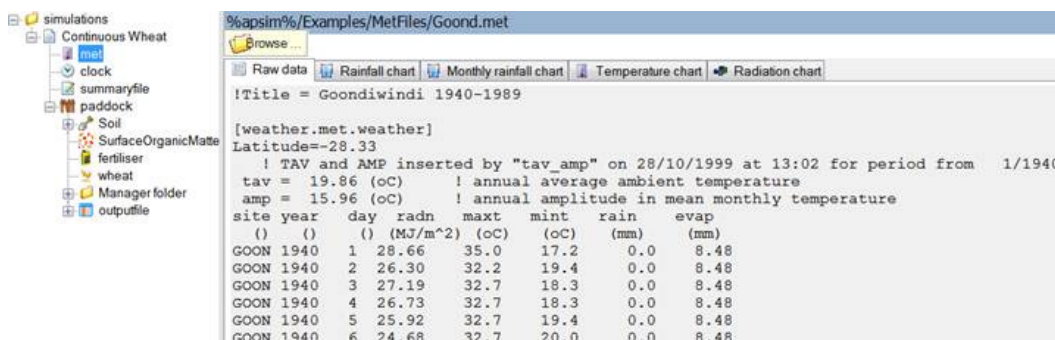 simulations
Continuous Wheat
met
clock
summaryfile
paddock
Soil
SurfaceOrganicMatte
fertiliser
wheat
Manager folder
outputfile
%apsim%/Examples/MetFiles/Goond.met
Browse ...
Raw data Rainfall chart Monthly rainfall chart Temperature chart Radiation chart
!Title = Goondiwindi 1940-1989
[weather.met.weather]
Latitude=-28.33
! TAV and AMP inserted by "tav_amp" on 28/10/1999 at 13:02 for period from 1/1940
tav = 19.86 (oC) ! annual average ambient temperature
amp = 15.96 (oC) ! annual amplitude in mean monthly temperature
site year day radn maxt mint rain evap
() () () (MJ/m^2) (oC) (oC) (mm) (mm)
GOON 1940 1 28.66 35.0 17.2 0.0 8.48
GOON 1940 2 26.30 32.2 19.4 0.0 8.48
GOON 1940 3 27.19 32.7 18.3 0.0 8.48
GOON 1940 4 26.73 32.7 18.3 0.0 8.48
GOON 1940 5 25.92 32.7 19.4 0.0 8.48
GOON 1940 6 24.68 32.7 20.0 0.0 8.48